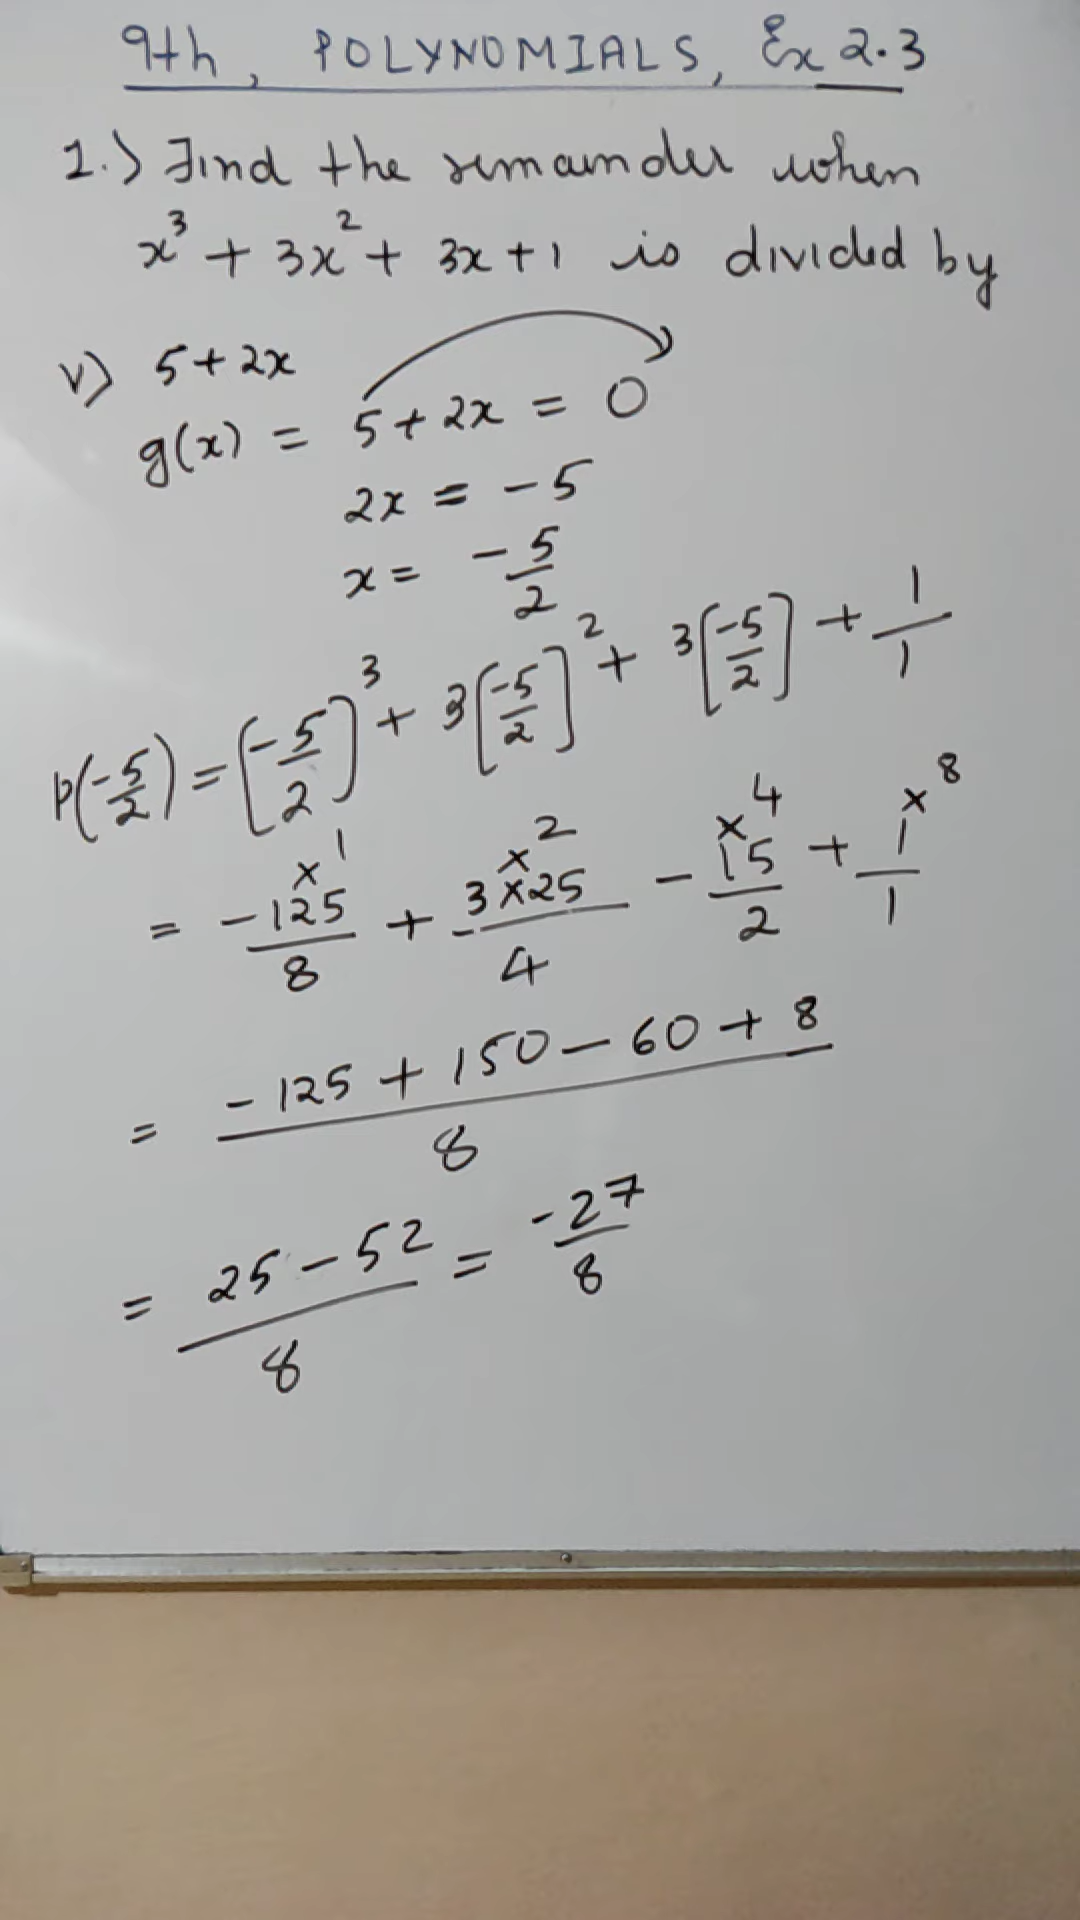 9th, POLYNOMIALS, Ex 2.3
1.) Find the remainder when
x³ + 3x² + 3x + 1 is divided by
v) 5 + 2x
g(x) = 5 + 2x = 0
2x = -5
x = -5/2
p(-5/2) = [-5/2]³ + 3[-5/2]² + 3[-5/2] + 1/1
= -125×1/8 + 3×25×2/4 - 15×4/2 + 1×8/1
= -125 + 150 - 60 + 8/8
= 25 - 52/8 = -27/8